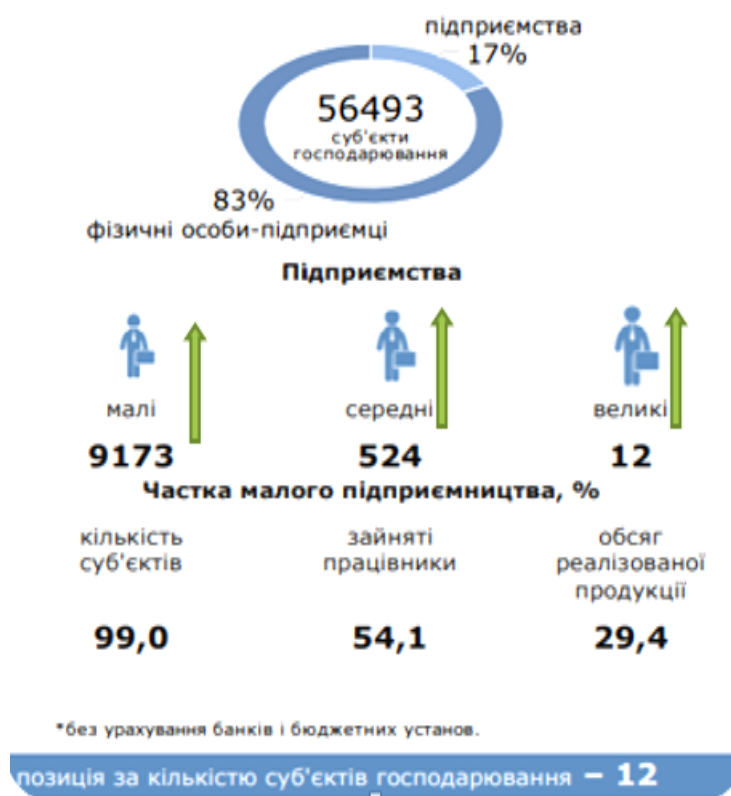 підприємства
17%
56493
суб'єкти
господарювання
83%
фізичні особи-підприємці
Підприємства
малі середні великі
9173 524 12
Частка малого підприємництва, %
кількість зайняті обсяг
суб'єктів працівники реалізованої
продукції
99,0 54,1 29,4
*без урахування банків і бюджетних установ.
позиція за кількістю суб'єктів господарювання – 12